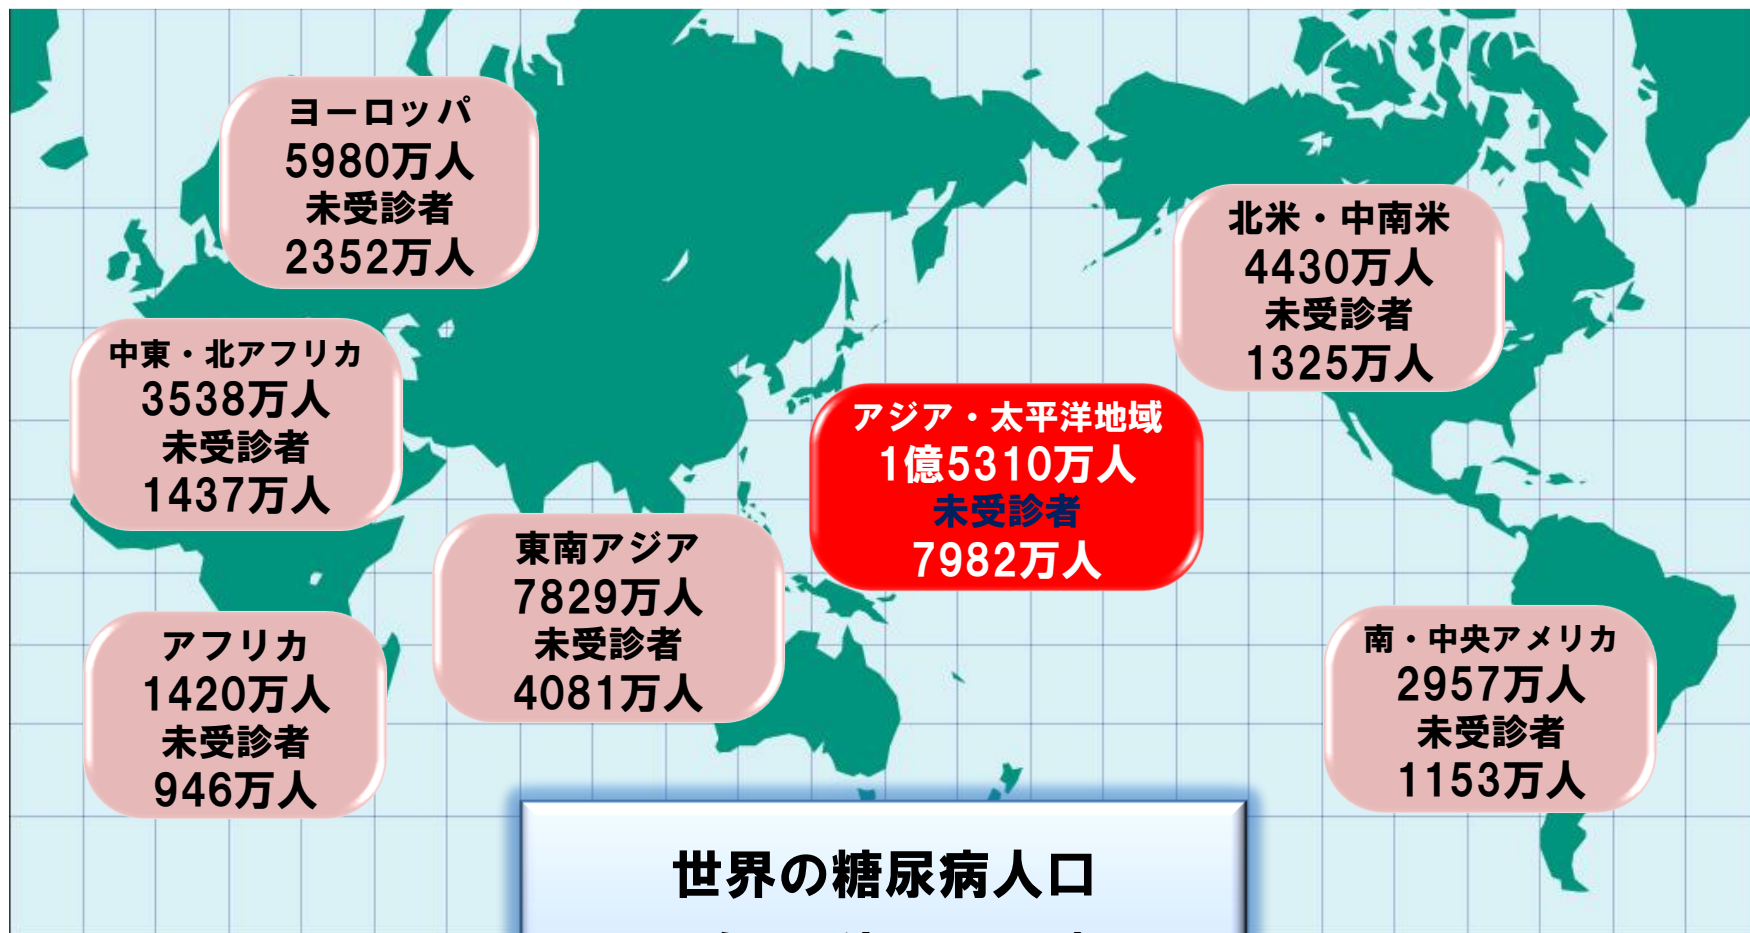 ヨーロッパ
5980万人
未受診者
2352万人
北米・中南米
4430万人
未受診者
1325万人
中東・北アフリカ
3538万人
未受診者
1437万人
アジア・太平洋地域
1億5310万人
未受診者
7982万人
東南アジア
7829万人
未受診者
4081万人
アフリカ
1420万人
未受診者
946万人
南・中央アメリカ
2957万人
未受診者
1153万人
世界の糖尿病人口